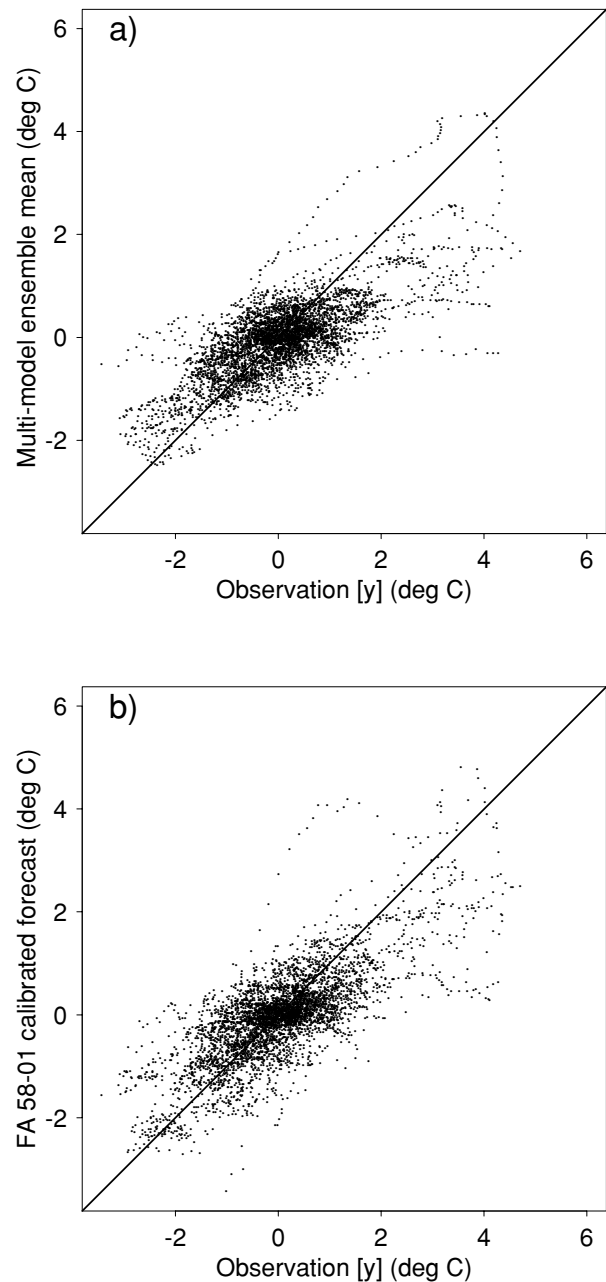 a)
Multi-model ensemble mean (deg C)
6
4
2
0
-2
-2 0 2 4 6
Observation [y] (deg C)
b)
FA 58-01 calibrated forecast (deg C)
6
4
2
0
-2
-2 0 2 4 6
Observation [y] (deg C)